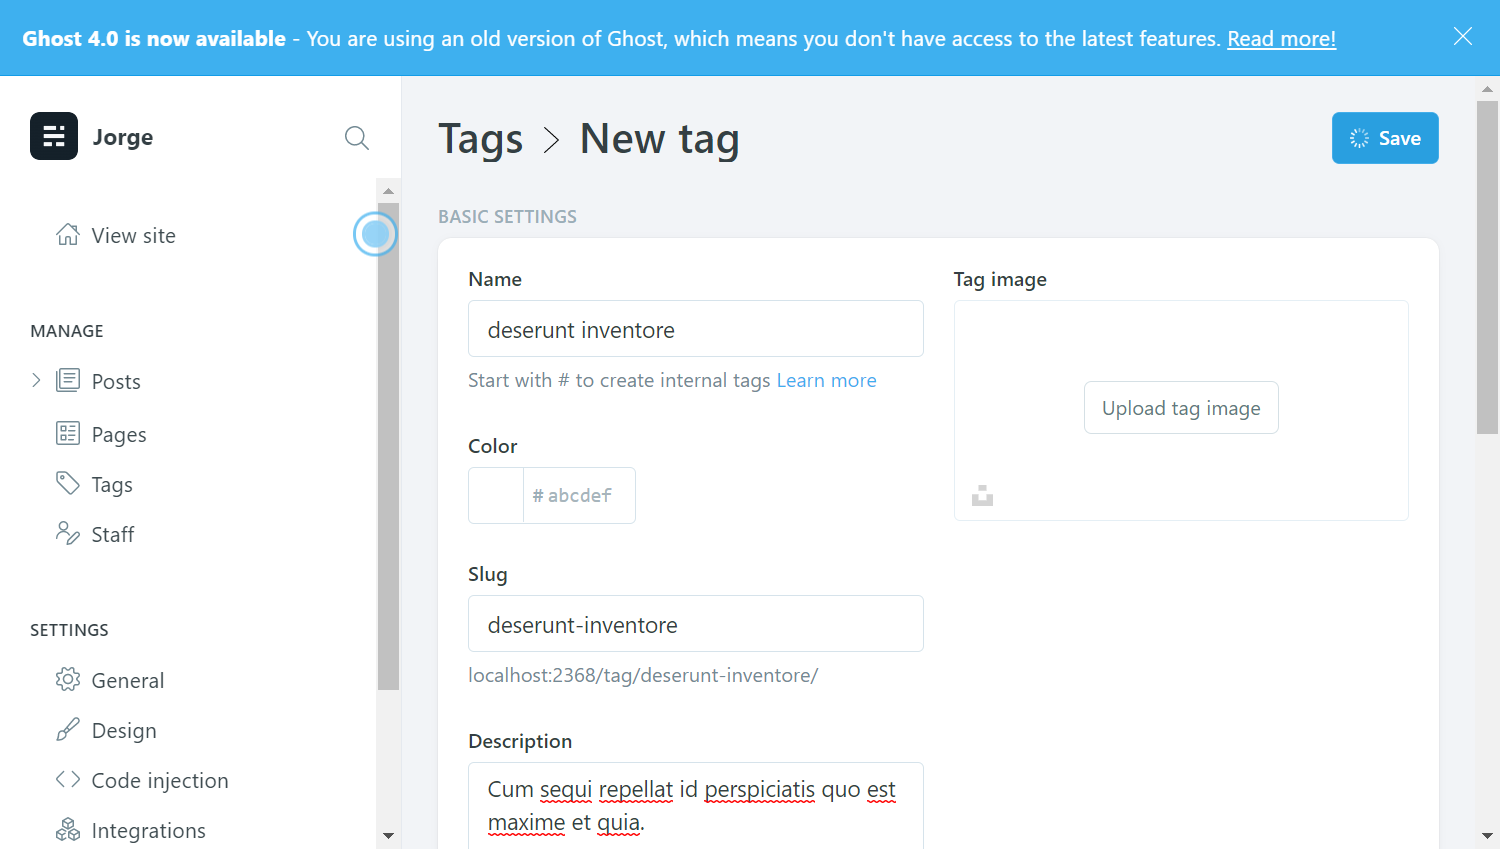 Ghost 4.0 is now available - You are using an old version of Ghost, which means you don't have access to the latest features. Read more!
Jorge
View site
MANAGE
Posts
Pages
Tags
Staff
SETTINGS
General
Design
Code injection
Integrations
Tags > New tag
Save
BASIC SETTINGS
Name
deserunt inventore
Start with # to create internal tags Learn more
Color
# abcdef
Slug
deserunt-inventore
localhost:2368/tag/deserunt-inventore/
Description
Cum sequi repellat id perspiciatis quo est
maxime et quia.
Tag image
Upload tag image